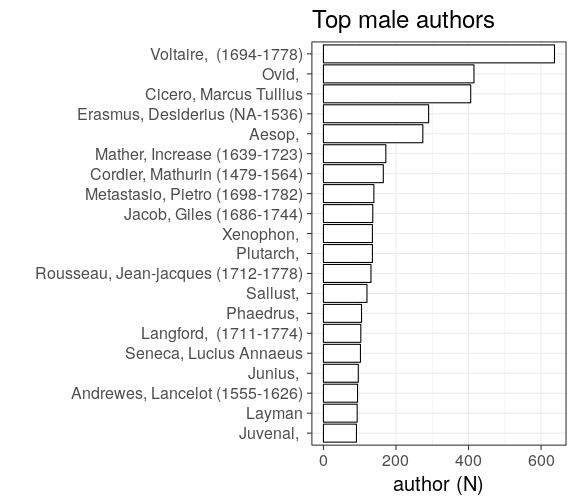 Top male authors
Voltaire,  (1694-1778)
Ovid,
Cicero, Marcus Tullius
Erasmus, Desiderius (NA-1536)
Aesop,
Mather, Increase (1639-1723)
Cordier, Mathurin (1479-1564)
Metastasio, Pietro (1698-1782)
Jacob, Giles (1686-1744)
Xenophon,
Plutarch,
Rousseau, Jean-jacques (1712-1778)
Sallust,
Phaedrus,
Langford,  (1711-1774)
Seneca, Lucius Annaeus
Junius,
Andrewes, Lancelot (1555-1626)
Layman
Juvenal,
0 200 400 600
author (N)